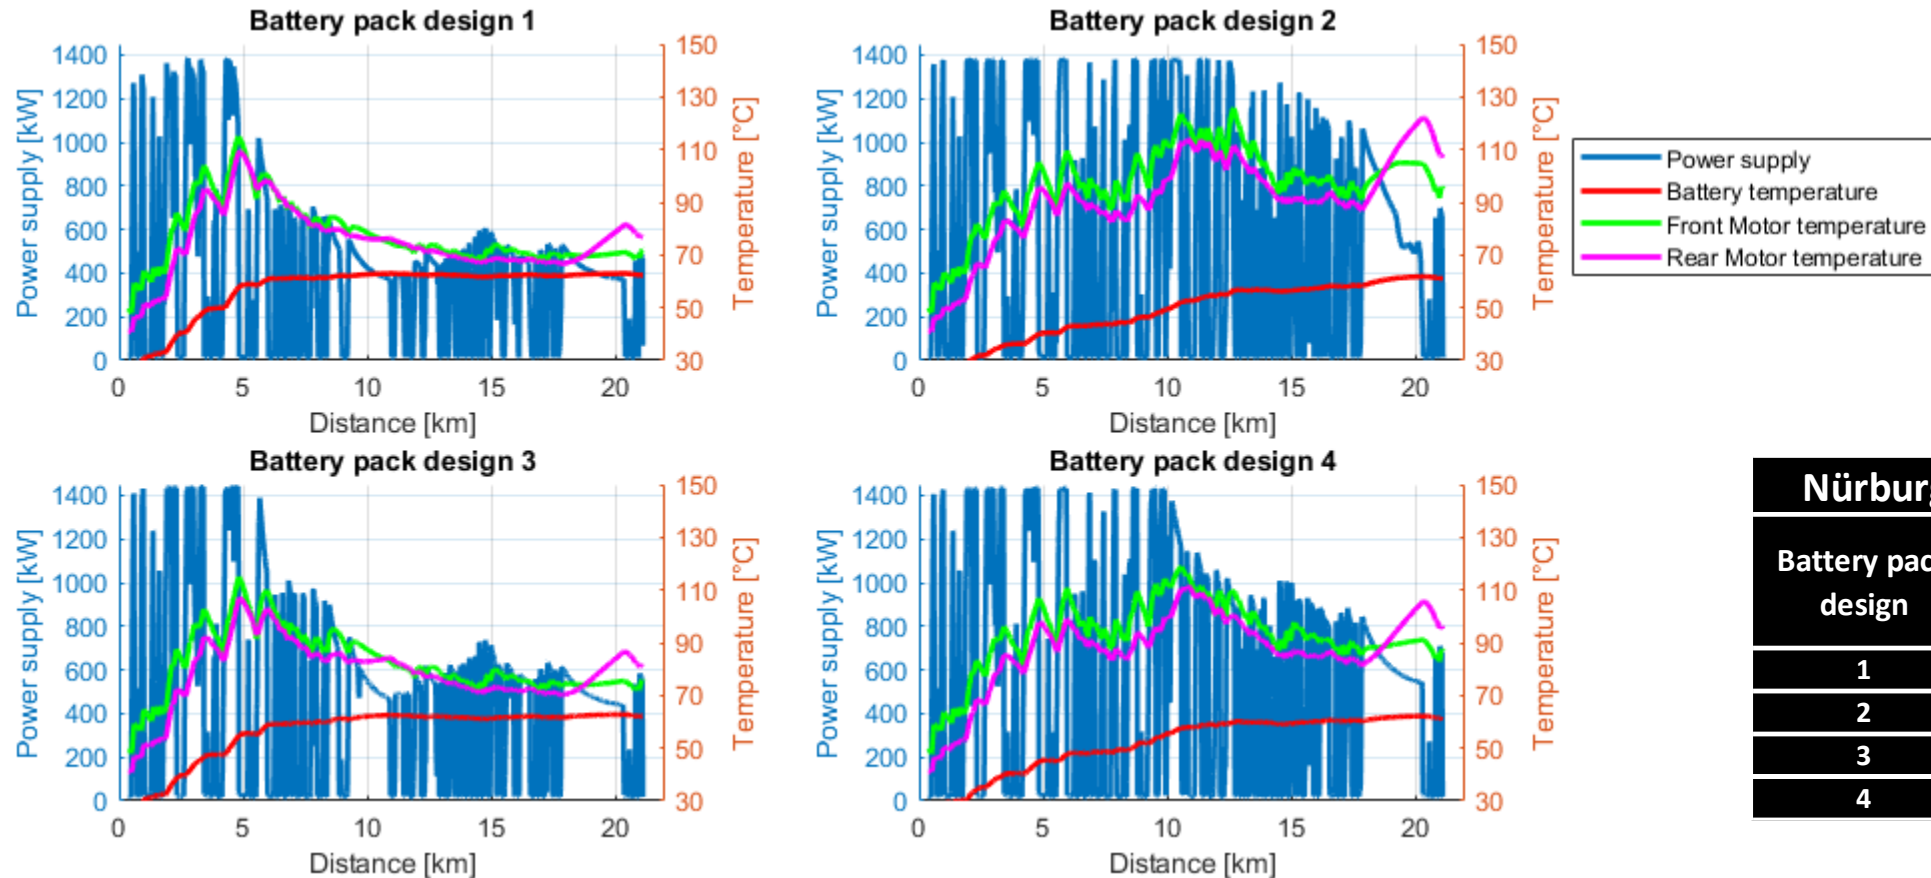 Battery pack design 1
Power supply [kW]
1400
1200
1000
800
600
400
200
0
150
130
110
90
70
50
30
Temperature [°C]
0 5 10 15 20
Distance [km]
Battery pack design 2
Power supply [kW]
1400
1200
1000
800
600
400
200
0
150
130
110
90
70
50
30
Temperature [°C]
0 5 10 15 20
Distance [km]
Power supply
Battery temperature
Front Motor temperature
Rear Motor temperature
Battery pack design 3
Power supply [kW]
1400
1200
1000
800
600
400
200
0
150
130
110
90
70
50
30
Temperature [°C]
0 5 10 15 20
Distance [km]
Battery pack design 4
Power supply [kW]
1400
1200
1000
800
600
400
200
0
150
130
110
90
70
50
30
Temperature [°C]
0 5 10 15 20
Distance [km]
Nürbur
Battery pac
design
1
2
3
4